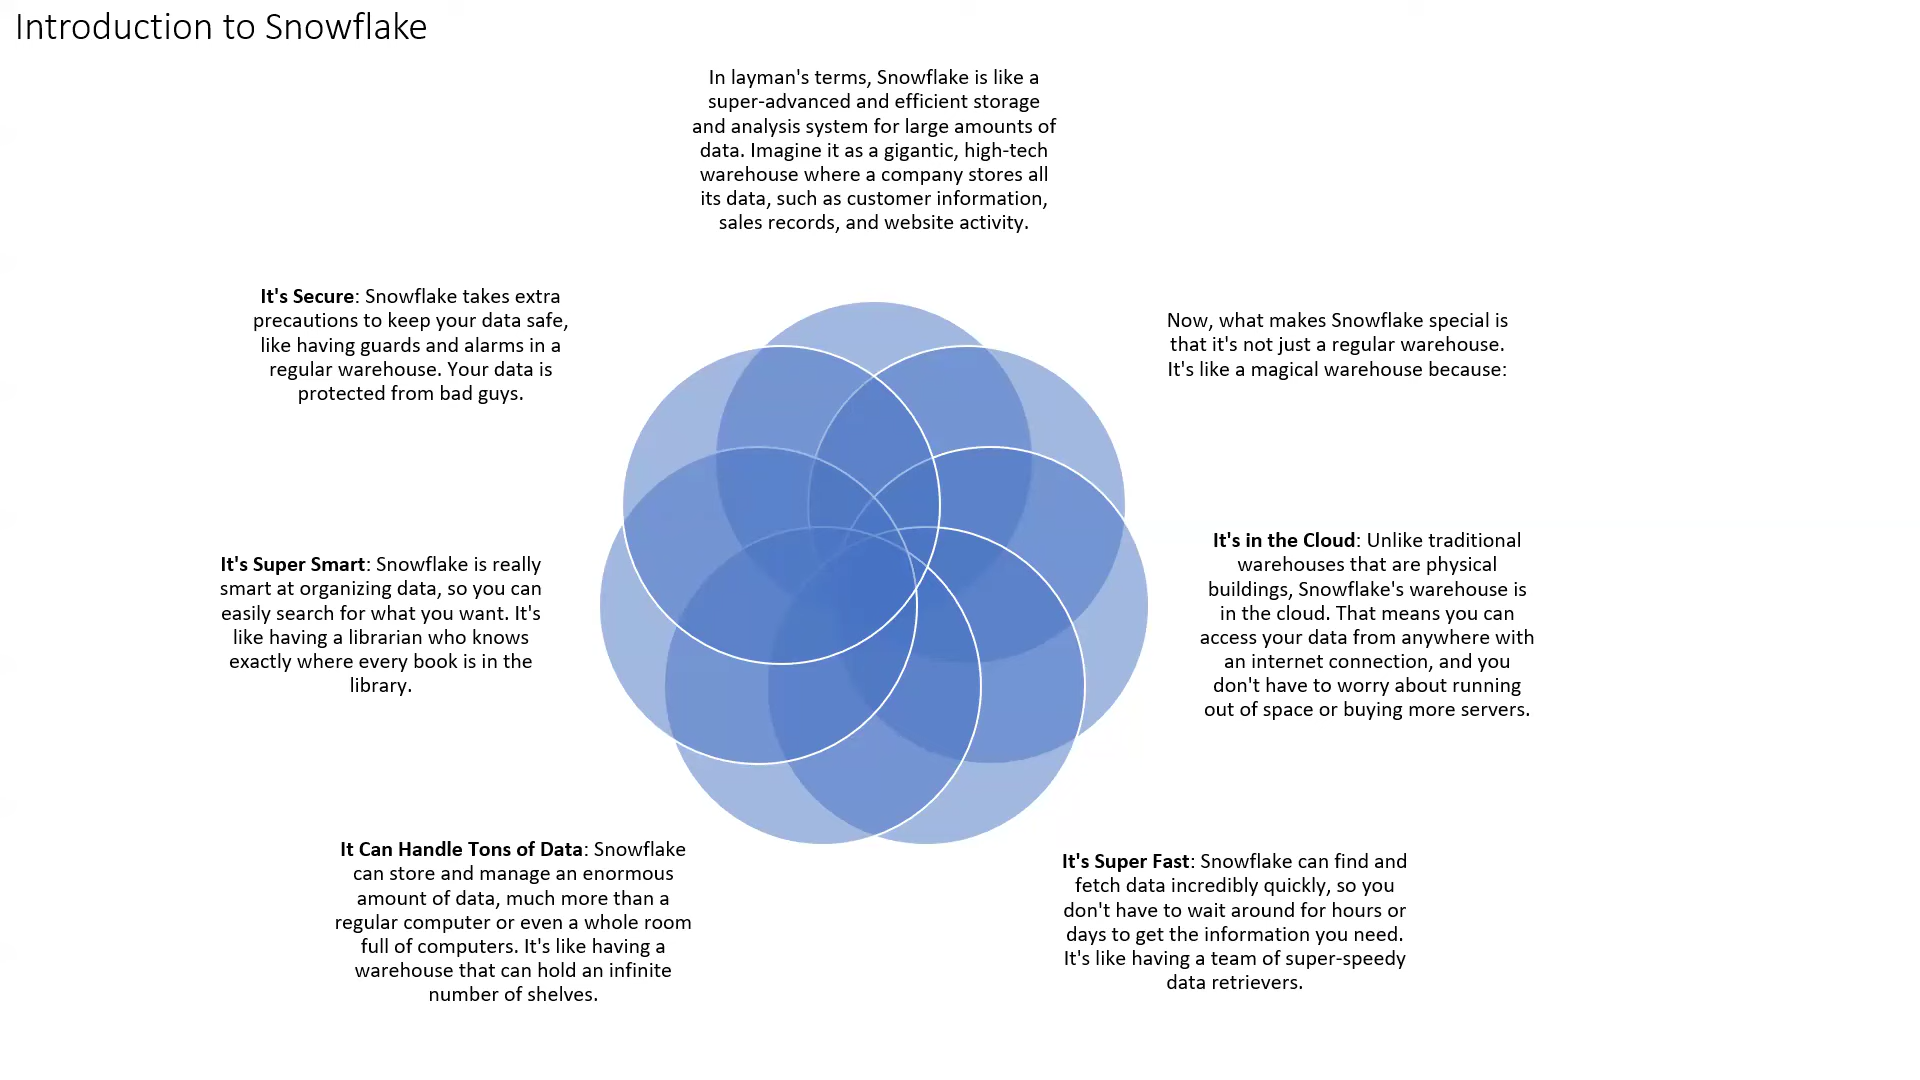 Introduction to Snowflake
In layman's terms, Snowflake is like a
super-advanced and efficient storage
and analysis system for large amounts of
data. Imagine it as a gigantic, high-tech
warehouse where a company stores all
its data, such as customer information,
sales records, and website activity.
Now, what makes Snowflake special is
that it's not just a regular warehouse.
It's like a magical warehouse because:
It's in the Cloud: Unlike traditional
warehouses that are physical
buildings, Snowflake's warehouse is
in the cloud. That means you can
access your data from anywhere with
an internet connection, and you
don't have to worry about running
out of space or buying more servers.
It's Super Fast: Snowflake can find and
fetch data incredibly quickly, so you
don't have to wait around for hours or
days to get the information you need.
It's like having a team of super-speedy
data retrievers.
It Can Handle Tons of Data: Snowflake
can store and manage an enormous
amount of data, much more than a
regular computer or even a whole room
full of computers. It's like having a
warehouse that can hold an infinite
number of shelves.
It's Super Smart: Snowflake is really
smart at organizing data, so you can
easily search for what you want. It's
like having a librarian who knows
exactly where every book is in the
library.
It's Secure: Snowflake takes extra
precautions to keep your data safe,
like having guards and alarms in a
regular warehouse. Your data is
protected from bad guys.